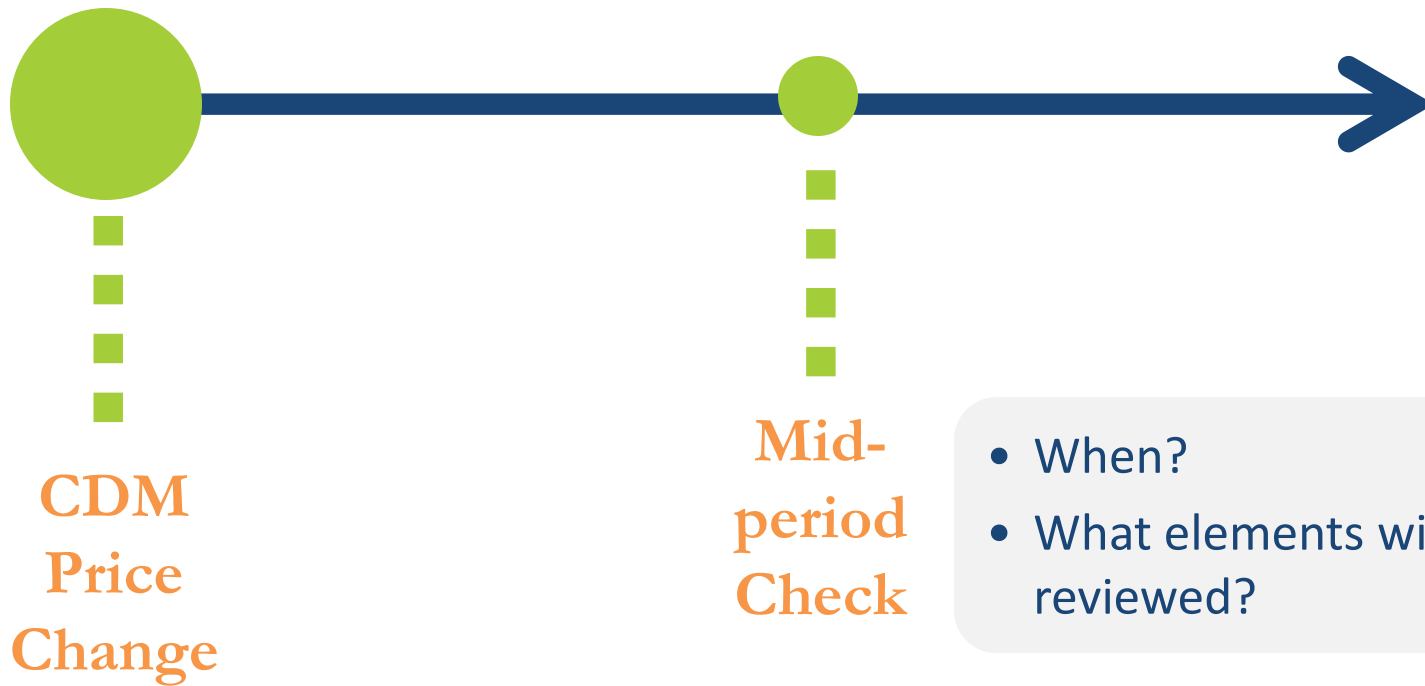 CDM
Price
Change
Mid-
period
Check
• When?
• What elements wi
reviewed?